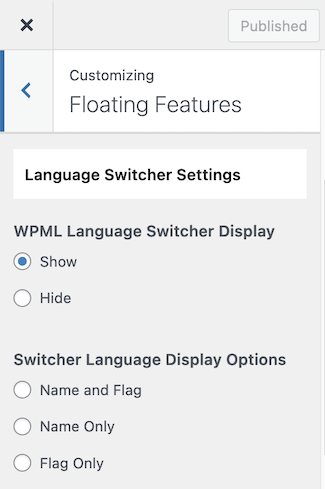 Published
Customizing
Floating Features
Language Switcher Settings
WPML Language Switcher Display
Show
Hide
Switcher Language Display Options
Name and Flag
Name Only
Flag Only